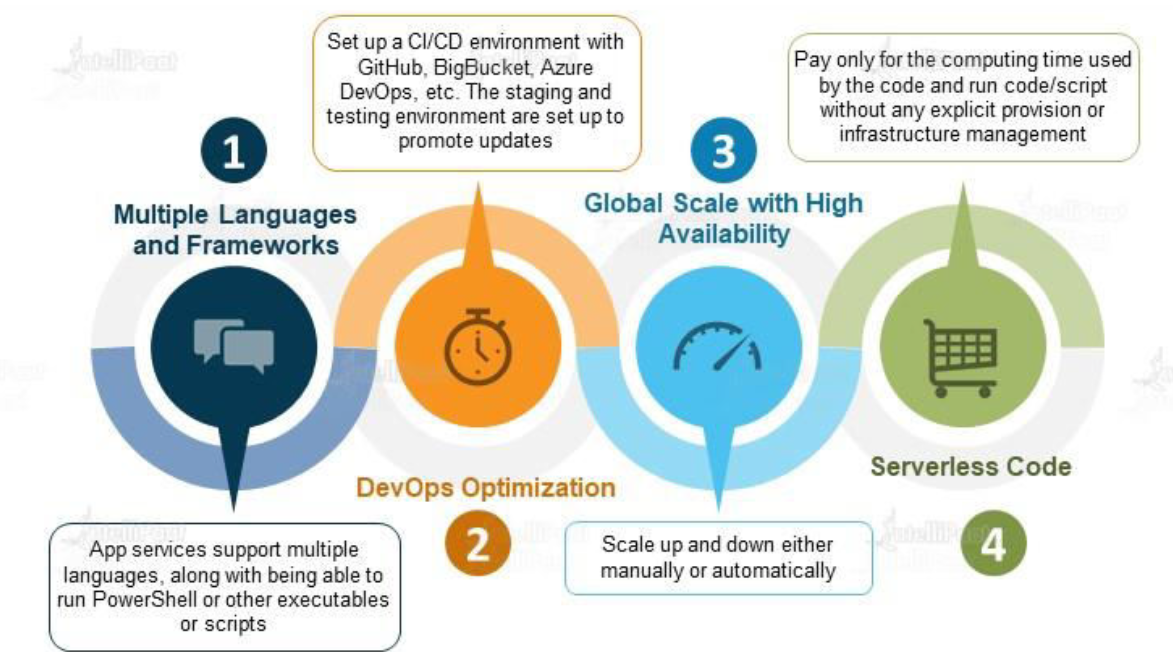 1
Multiple Languages
and Frameworks
App services support multiple
languages, along with being able to
run PowerShell or other executables
or scripts
Set up a CI/CD environment with
GitHub, BigBucket, Azure
DevOps, etc. The staging and
testing environment are set up to
promote updates
DevOps Optimization
2
3
Global Scale with High
Availability
Scale up and down either
manually or automatically
Pay only for the computing time used
by the code and run code/script
without any explicit provision or
infrastructure management
Serverless Code
4